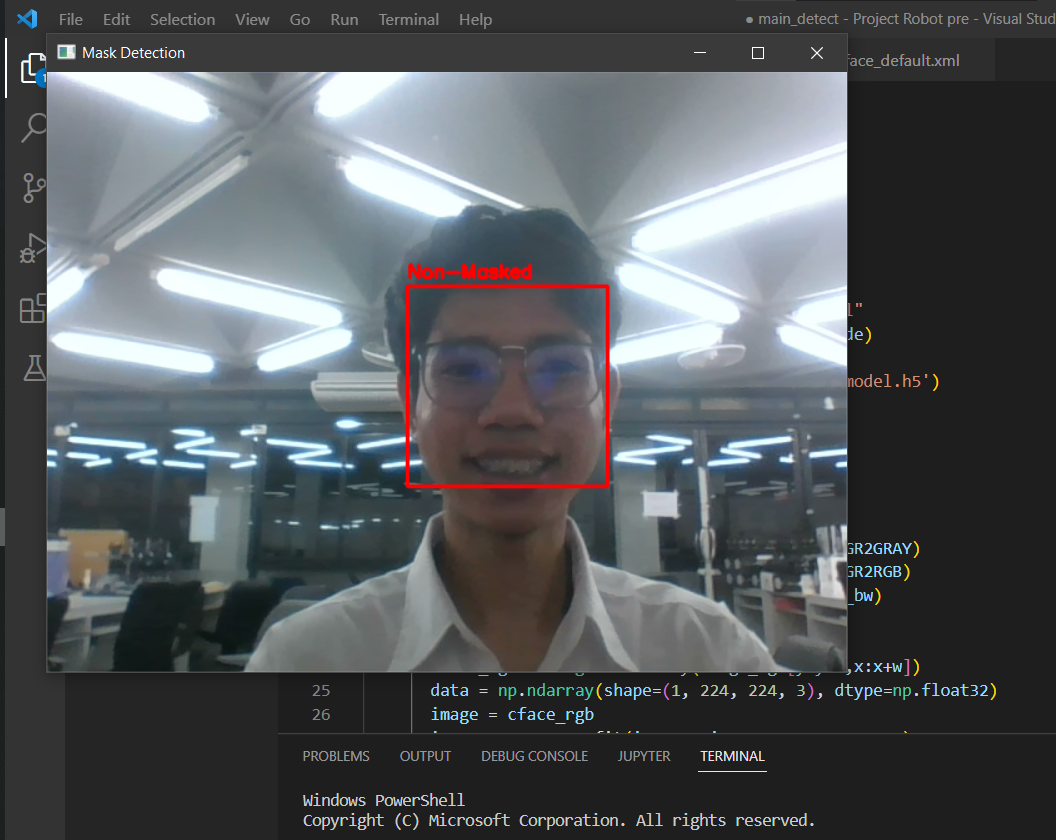 File Edit Selection View Go Run Terminal Help
● main_detect - Project Robot pre - Visual Stud
Mask Detection
face_default.xml
1
Non-Masked
l"
de)
model.h5')
GR2GRAY)
GR2RGB)
_bw)
,x:x+w])
25 data = np.ndarray(shape=(1, 224, 224, 3), dtype=np.float32)
26 image = cface_rgb
PROBLEMS OUTPUT DEBUG CONSOLE JUPYTER TERMINAL
Windows PowerShell
Copyright (C) Microsoft Corporation. All rights reserved.